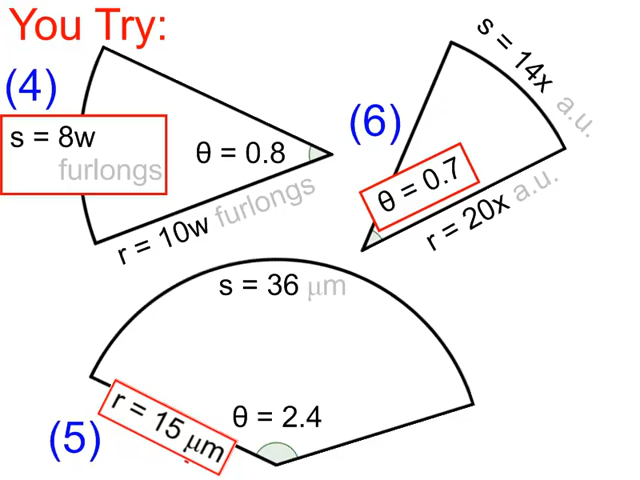 You Try:
(4)
s = 8w
furlongs
θ = 0.8
r = 10w furlongs
(6)
s = 14x a.u.
θ = 0.7
r = 20x a.u.
s = 36 μm
(5)
r = 15 μm
θ = 2.4